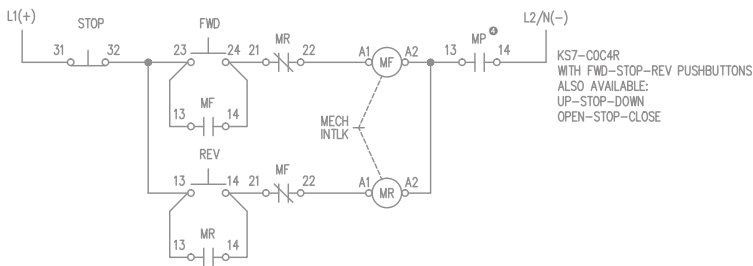 L1(+)
STOP
FWD
L2/N(-)
31 32
23 24
21 MR 22
A1 MF A2
13 MP ❹ 14
KS7-C0C4R
WITH FWD-STOP-REV PUSHBUTTONS
ALSO AVAILABLE:
UP-STOP-DOWN
OPEN-STOP-CLOSE
13 MF 14
MECH
INTLK
REV
13 14
21 MF 22
A1 MR A2
13 MR 14